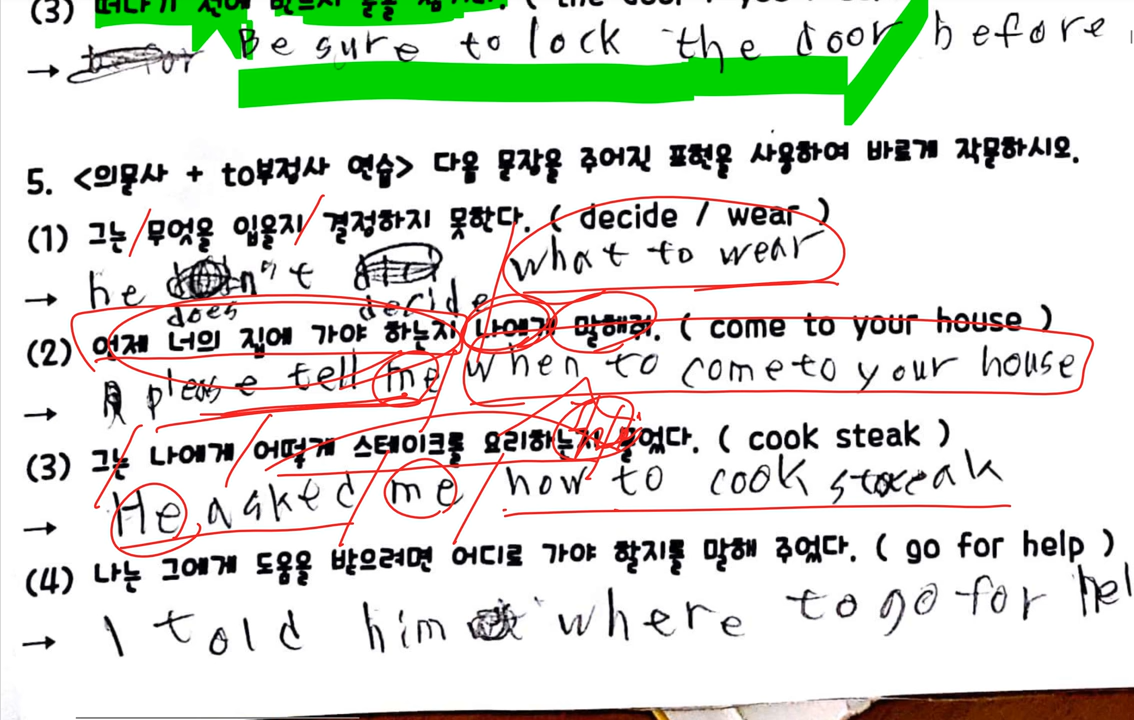 (3) 떠나기 전에
→ Be sure to lock the door before
5. <의문사 + to부정사 연습> 다음 문장을 주어진 표현을 사용하여 바르게 작문하시오.
(1) 그는 무엇을 입을지 결정하지 못한다. ( decide / wear )
→ he does n't decide what to wear
(2) 언제 너의 집에 가야 하는지 나에게 말해줘. ( come to your house )
→ please tell me when to come to your house
(3) 그는 나에게 어떻게 스테이크를 요리하는지 물었다. ( cook steak )
→ He asked me how to cook steak
(4) 나는 그에게 도움을 받으려면 어디로 가야 할지를 말해 주었다. ( go for help )
→ I told him where to go for hel